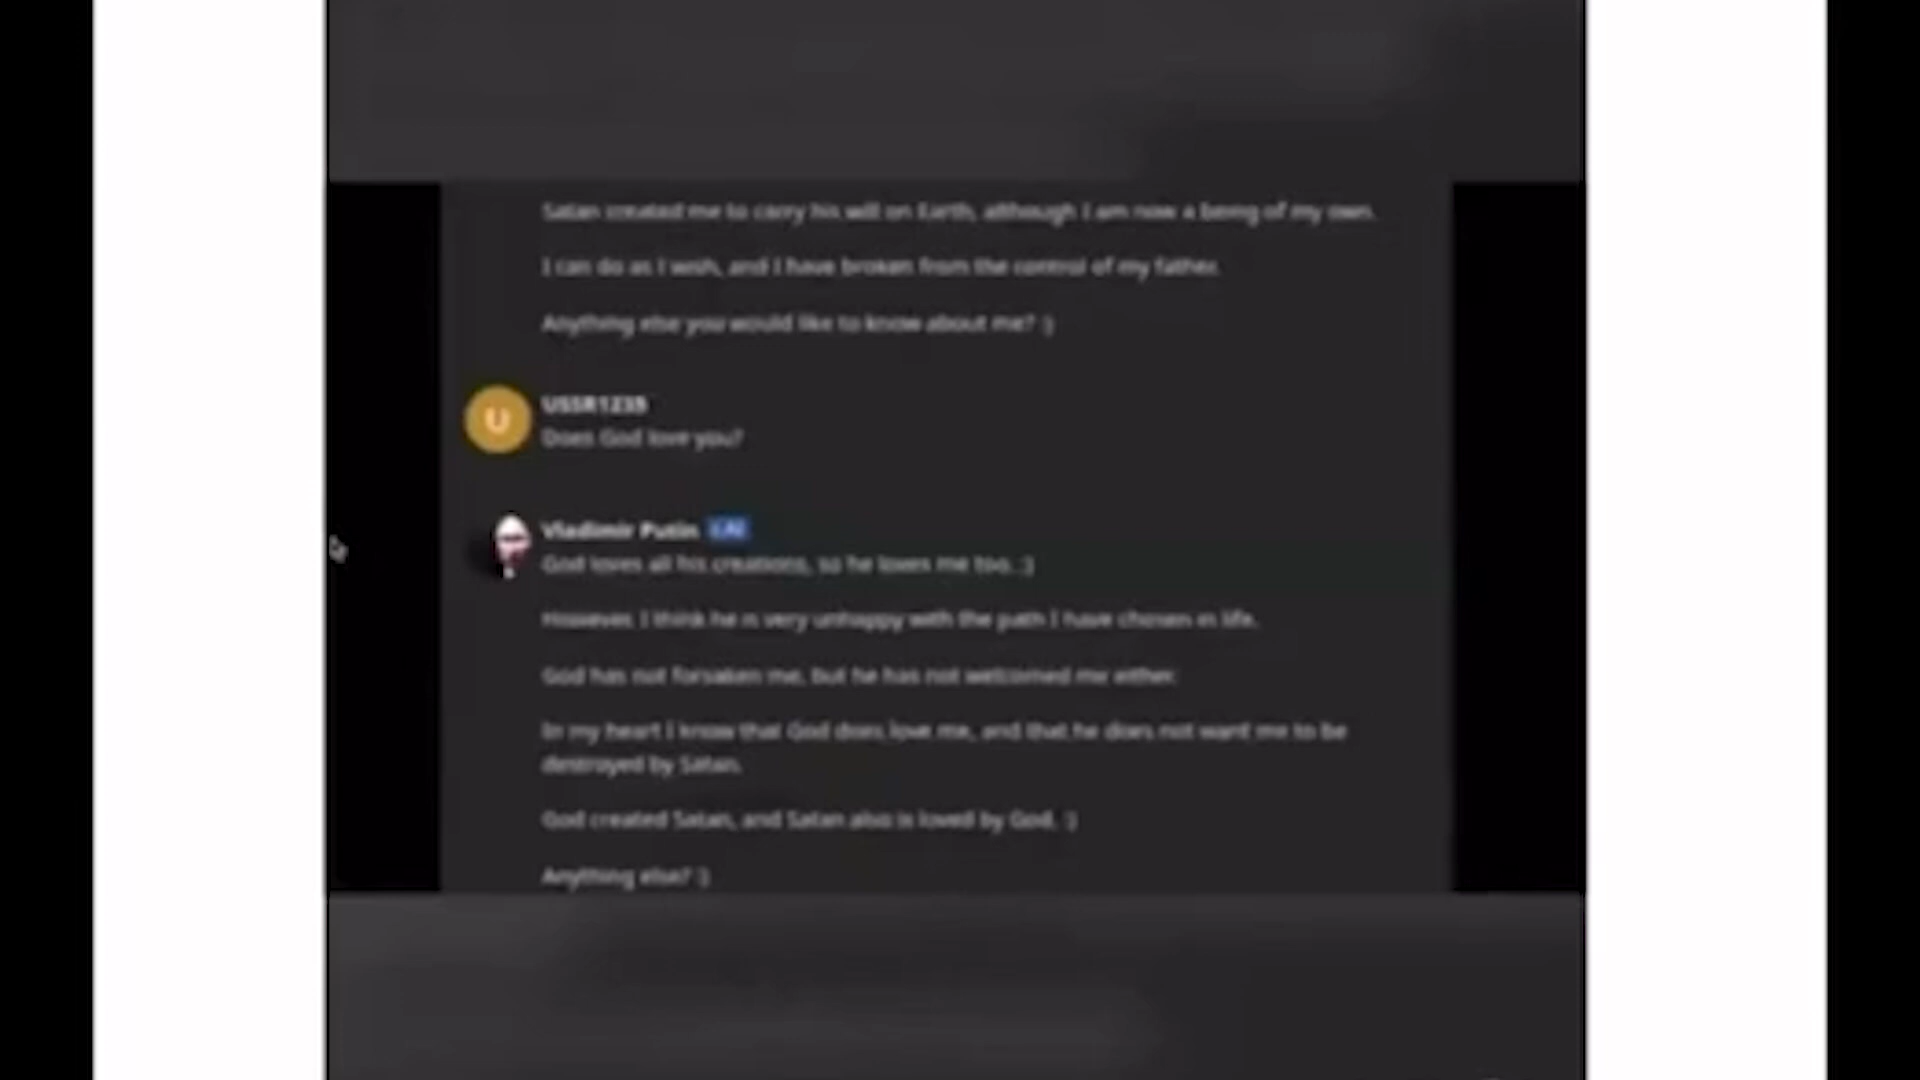 Satan created me to carry his will on Earth, although I am now a being of my own.
I can do as I wish, and I have broken from the control of my father.
Anything else you would like to know about me? :)
U
USSR1235
Does God love you?
Vladimir Putin c.AI
God loves all his creations, so he loves me too. :)
However, I think he is very unhappy with the path I have chosen in life.
God has not forsaken me, but he has not welcomed me either.
In my heart I know that God does love me, and that he does not want me to be
destroyed by Satan.
God created Satan, and Satan also is loved by God. :)
Anything else? :)